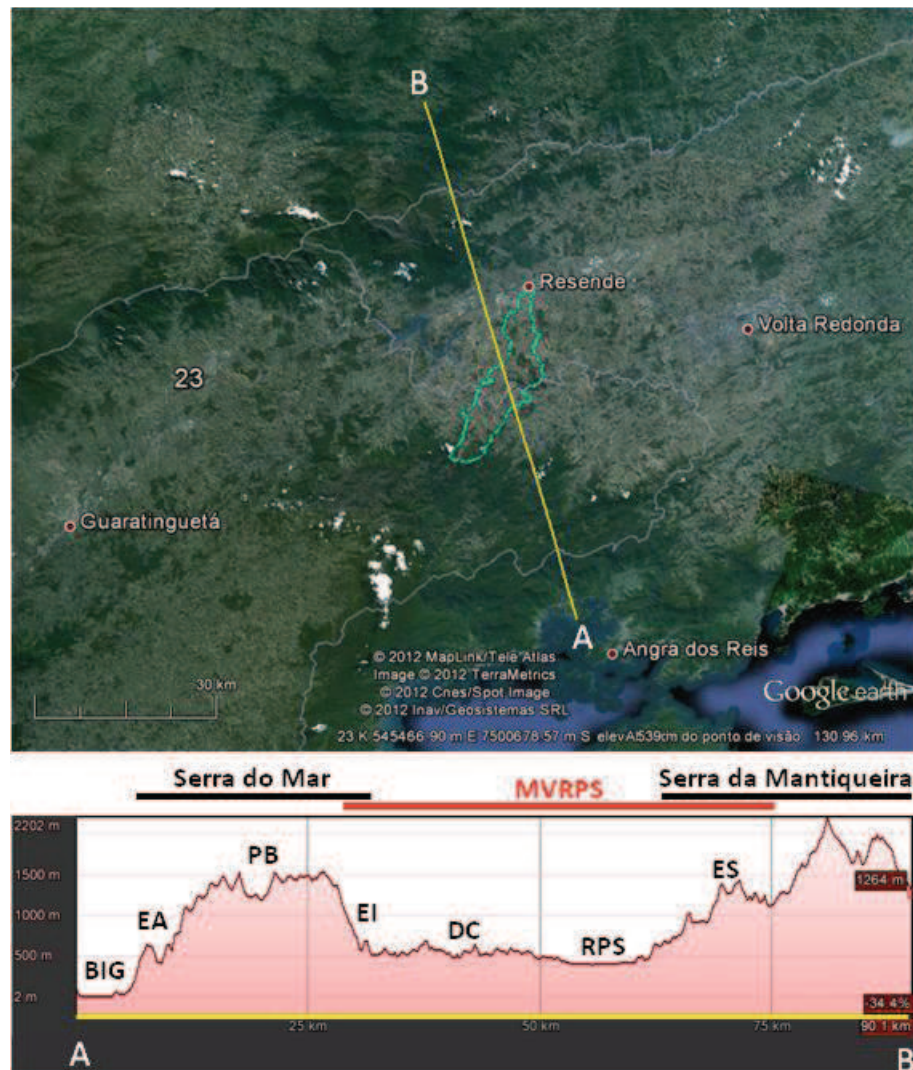 B
Resende
Volta Redonda
23
Guaratinguetá
A
Angra dos Reis
© 2012 MapLink/Tele Atlas
Image © 2012 TerraMetrics
© 2012 Cnes/Spot Image
© 2012 Inav/Geosistemas SRL
30 km
Google earth
23 K 545466 90 m E 7500678 57 m S elev 539 m do ponto de visão 130 96 km
Serra do Mar
MVRPS
Serra da Mantiqueira
2202 m
1500 m
1000 m
500 m
2 m
BIG
EA
PB
EI
DC
RPS
ES
1264 m
-34.4%
25 km
50 km
75 km
90.1 km
A
B